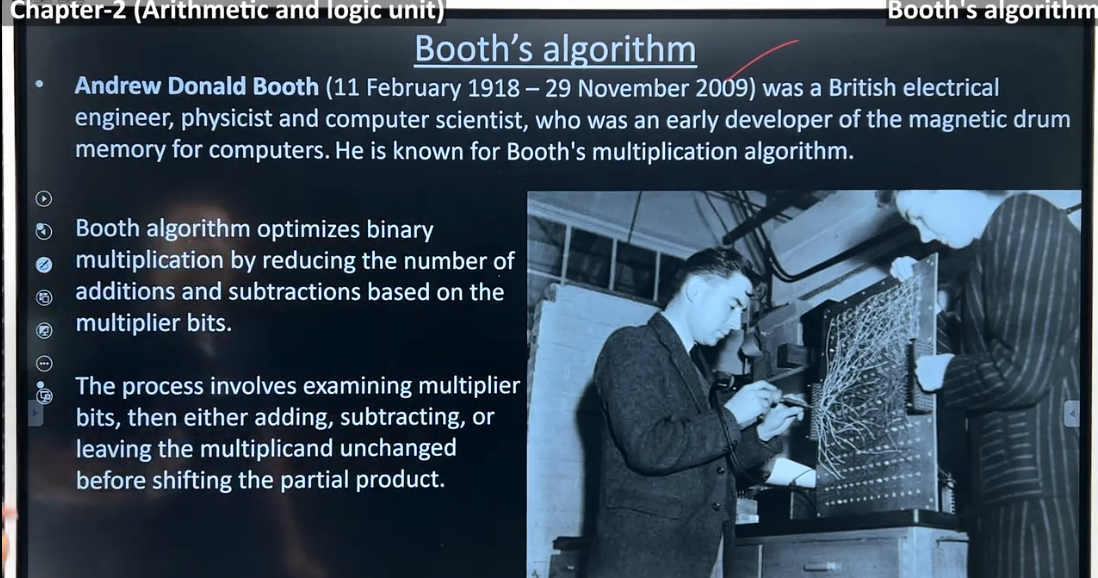 Chapter-2 (Arithmetic and logic unit)
Booth's algorithm
Booth's algorithm
• Andrew Donald Booth (11 February 1918 – 29 November 2009) was a British electrical
engineer, physicist and computer scientist, who was an early developer of the magnetic drum
memory for computers. He is known for Booth's multiplication algorithm.
Booth algorithm optimizes binary
multiplication by reducing the number of
additions and subtractions based on the
multiplier bits.
The process involves examining multiplier
bits, then either adding, subtracting, or
leaving the multiplicand unchanged
before shifting the partial product.